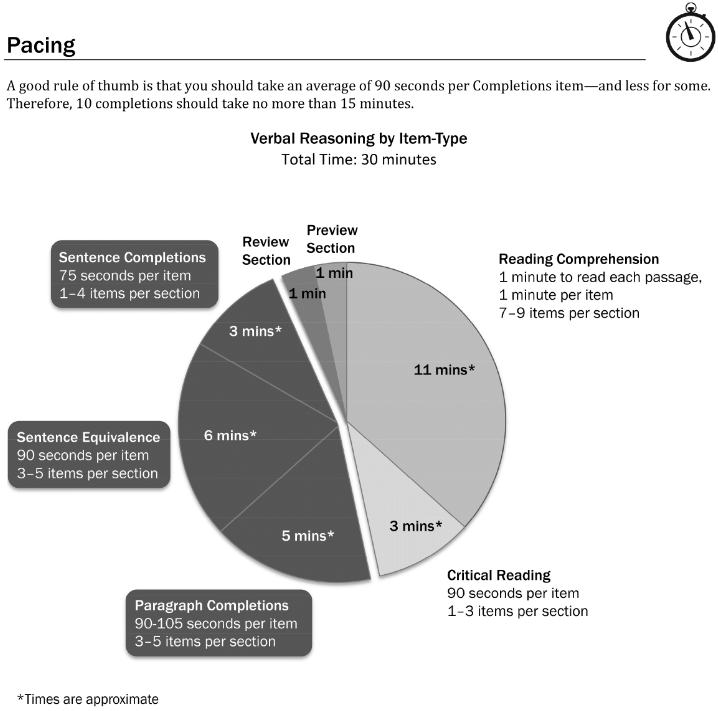 Pacing
A good rule of thumb is that you should take an average of 90 seconds per Completions item—and less for some.
Therefore, 10 completions should take no more than 15 minutes.
Verbal Reasoning by Item-Type
Total Time: 30 minutes
Preview
Section
Review
Section
1 min
1 min
Sentence Completions
75 seconds per item
1–4 items per section
3 mins*
Reading Comprehension
1 minute to read each passage,
1 minute per item
7–9 items per section
11 mins*
Sentence Equivalence
90 seconds per item
3–5 items per section
6 mins*
5 mins*
3 mins*
Critical Reading
90 seconds per item
1–3 items per section
Paragraph Completions
90-105 seconds per item
3–5 items per section
*Times are approximate